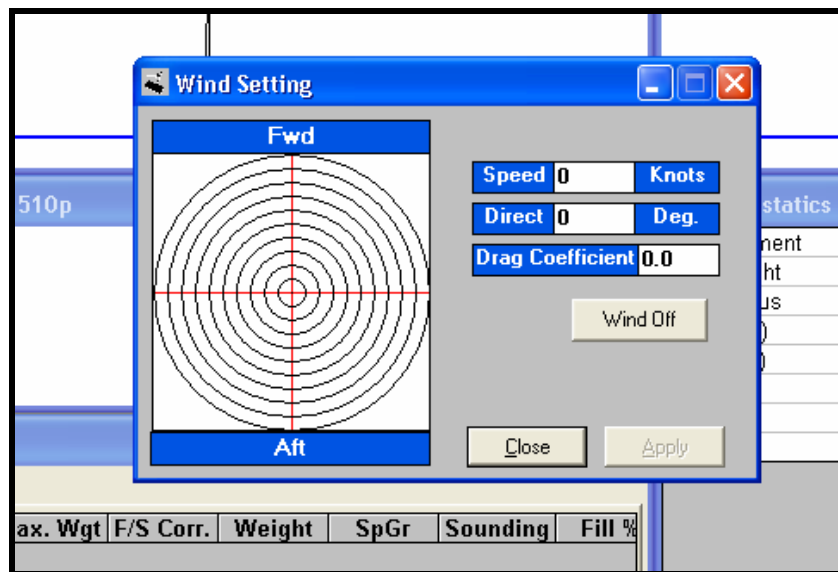 Wind Setting
Fwd
Speed 0 Knots
Direct 0 Deg.
Drag Coefficient 0.0
Wind Off
Aft
Close Apply
510p
statics
ment
ht
us
)
)
ax. Wgt F/S Corr. Weight SpGr Sounding Fill %